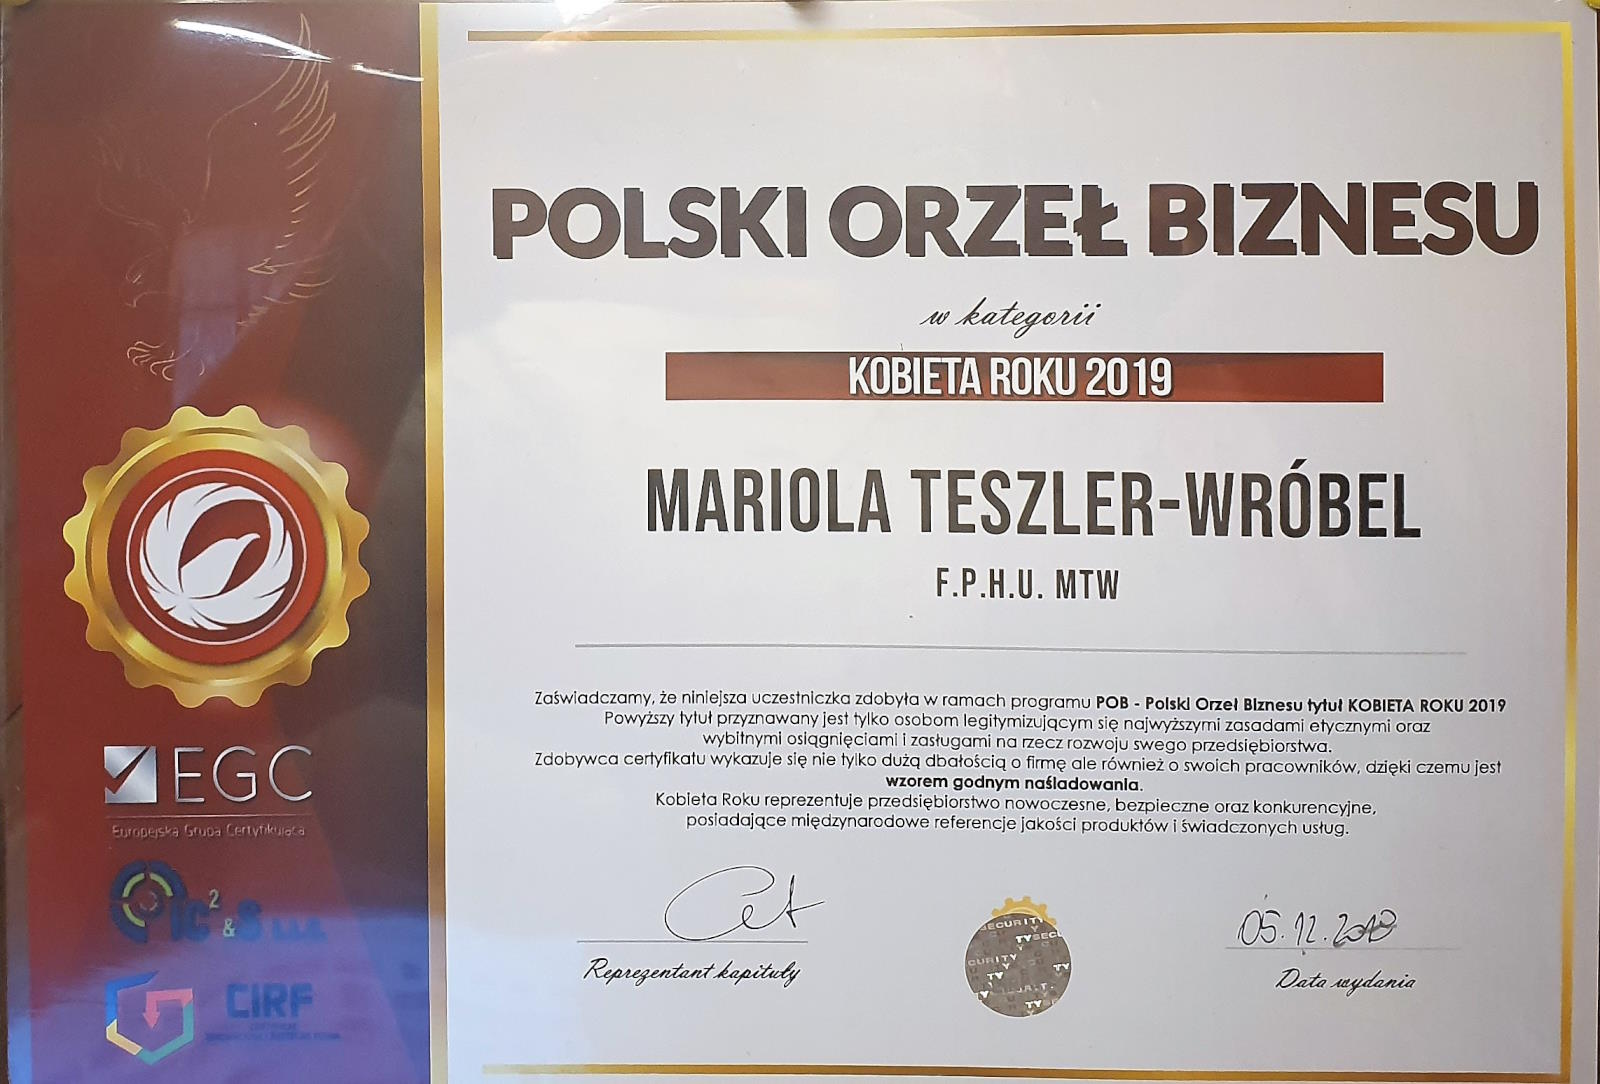 POLSKI ORZEŁ BIZNESU
w kategorii
KOBIETA ROKU 2019
MARIOLA TESZLER-WRÓBEL
F.P.H.U. MTW
Zaświadczamy, że niniejsza uczestniczka zdobyła w ramach programu POB - Polski Orzeł Biznesu tytuł KOBIETA ROKU 2019
Powyższy tytuł przyznawany jest tylko osobom legitymizującym się najwyższymi zasadami etycznymi oraz
wybitnymi osiągnięciami i zasługami na rzecz rozwoju swego przedsiębiorstwa.
Zdobywca certyfikatu wykazuje się nie tylko dużą dbałością o firmę ale również o swoich pracowników, dzięki czemu jest
wzorem godnym naśladowania.
Kobieta Roku reprezentuje przedsiębiorstwo nowoczesne, bezpieczne oraz konkurencyjne,
posiadające międzynarodowe referencje jakości produktów i świadczonych usług.
05.12.
Reprezentant kapituły
Data wydania
SECURITY
EGC
Europejska Grupa Certyfikująca
IC2&S LLC
CIRF